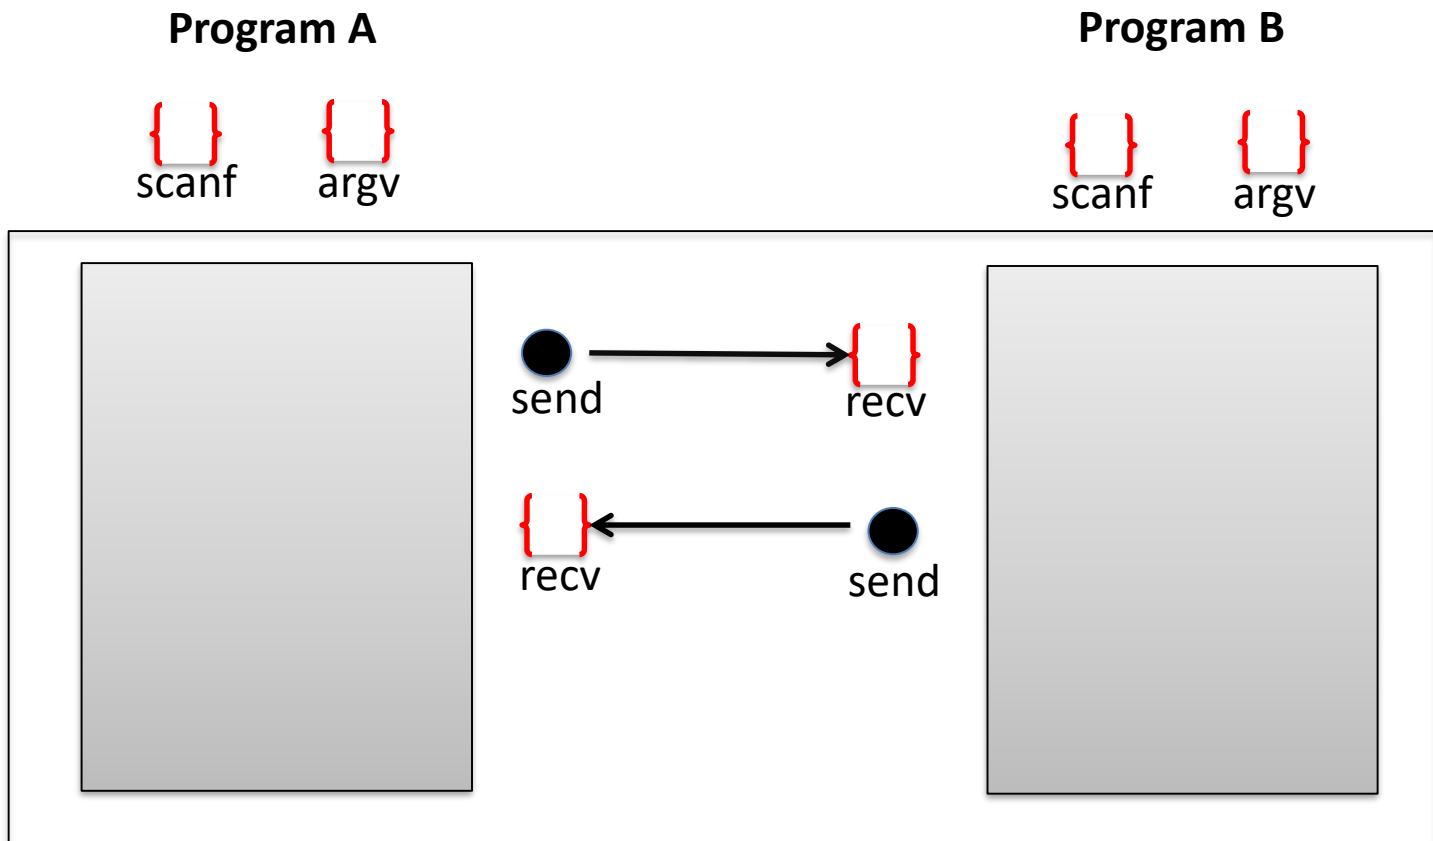 Program A
Program B
scanf
argv
scanf
argv
send
recv
recv
send